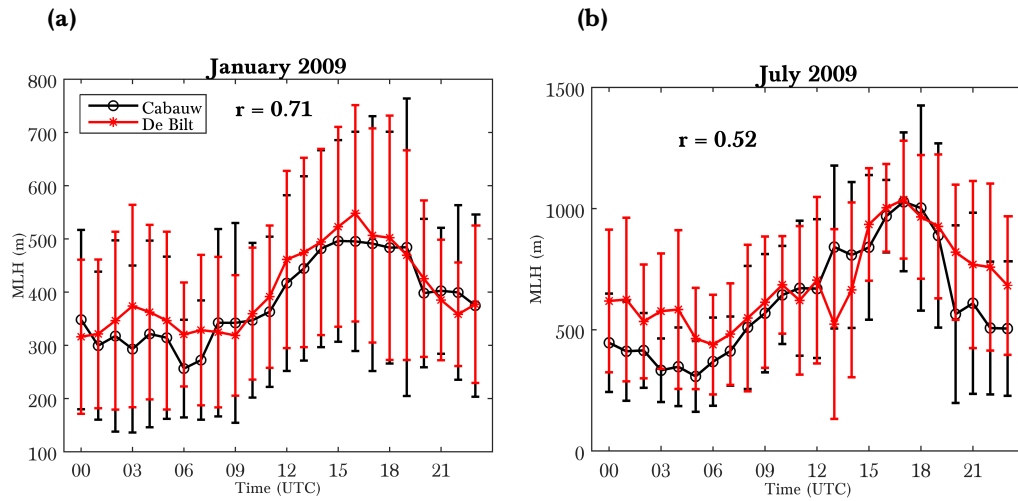 (a)
January 2009
r = 0.71
Cabauw
De Bilt
MLH (m)
800
700
600
500
400
300
200
100
00 03 06 09 12 15 18 21
Time (UTC)
(b)
July 2009
r = 0.52
MLH (m)
1500
1000
500
0
00 03 06 09 12 15 18 21
Time (UTC)